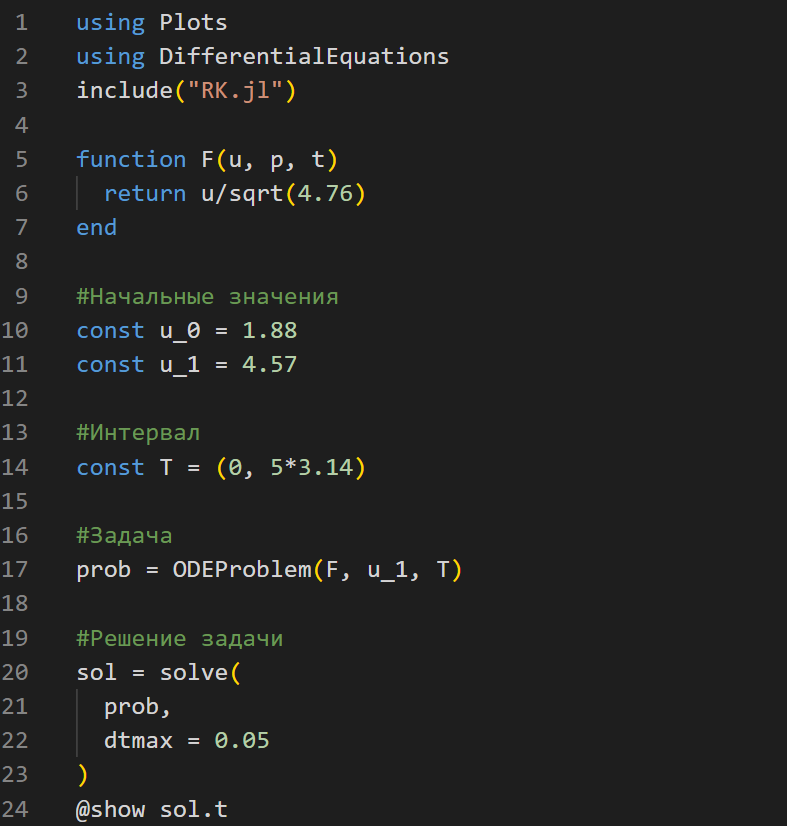 1 using Plots
2 using DifferentialEquations
3 include("RK.jl")
4
5 function F(u, p, t)
6 return u/sqrt(4.76)
7 end
8
9 #Начальные значения
10 const u_0 = 1.88
11 const u_1 = 4.57
12
13 #Интервал
14 const T = (0, 5*3.14)
15
16 #Задача
17 prob = ODEProblem(F, u_1, T)
18
19 #Решение задачи
20 sol = solve(
21 prob,
22 dtmax = 0.05
23 )
24 @show sol.t